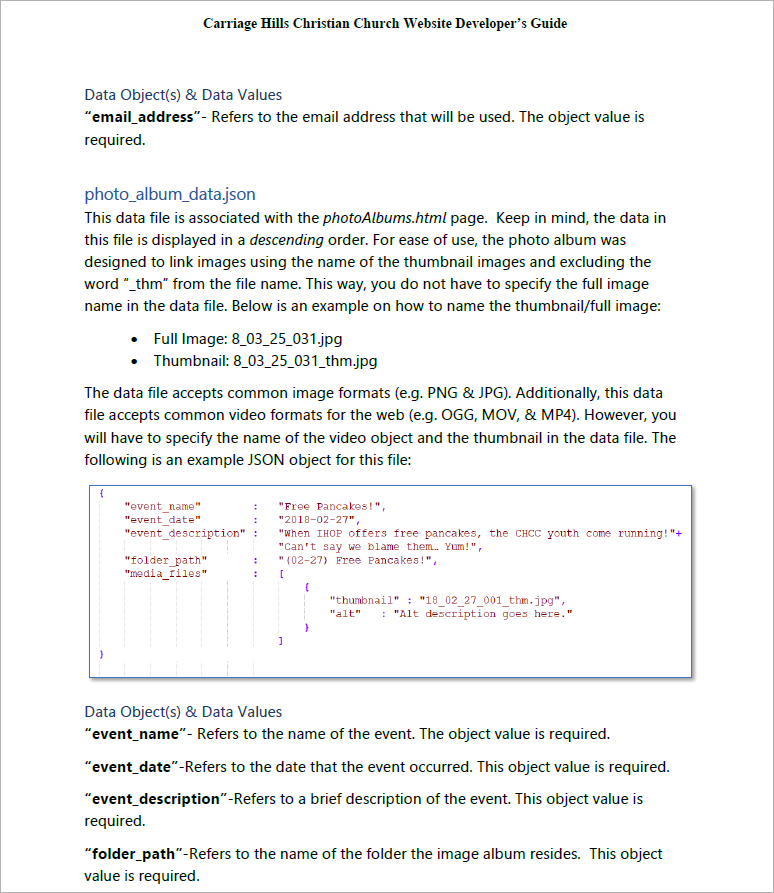 Carriage Hills Christian Church Website Developer's Guide
Data Object(s) & Data Values
“email_address”- Refers to the email address that will be used. The object value is
required.
photo_album_data.json
This data file is associated with the photoAlbums.html page.  Keep in mind, the data in
this file is displayed in a descending order. For ease of use, the photo album was
designed to link images using the name of the thumbnail images and excluding the
word “_thm” from the file name. This way, you do not have to specify the full image
name in the data file. Below is an example on how to name the thumbnail/full image:
• Full Image: 8_03_25_031.jpg
• Thumbnail: 8_03_25_031_thm.jpg
The data file accepts common image formats (e.g. PNG & JPG). Additionally, this data
file accepts common video formats for the web (e.g. OGG, MOV, & MP4). However, you
will have to specify the name of the video object and the thumbnail in the data file. The
following is an example JSON object for this file:
{
"event_name" : "Free Pancakes!",
"event_date" : "2018-02-27",
"event_description" : "When IHOP offers free pancakes, the CHCC youth come running!"+
"Can't say we blame them… Yum!",
"folder_path" : "(02-27) Free Pancakes!",
"media_files" : [
{
"thumbnail" : "18_02_27_001_thm.jpg",
"alt" : "Alt description goes here."
}
]
}
Data Object(s) & Data Values
“event_name”- Refers to the name of the event. The object value is required.
“event_date”-Refers to the date that the event occurred. This object value is required.
“event_description”-Refers to a brief description of the event. This object value is
required.
“folder_path”-Refers to the name of the folder the image album resides.  This object
value is required.